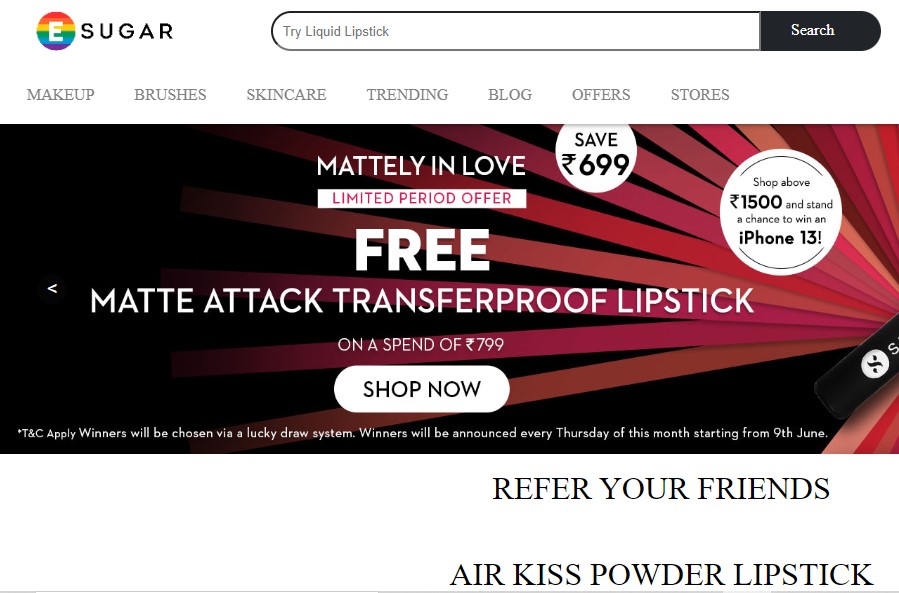 E SUGAR
Try Liquid Lipstick
Search
MAKEUP BRUSHES SKINCARE TRENDING BLOG OFFERS STORES
SAVE
₹699
MATTELY IN LOVE
LIMITED PERIOD OFFER
Shop above
₹1500 and stand
a chance to win an
iPhone 13!
FREE
<
MATTE ATTACK TRANSFERPROOF LIPSTICK
ON A SPEND OF ₹799
SHOP NOW
*T&C Apply Winners will be chosen via a lucky draw system. Winners will be announced every Thursday of this month starting from 9th June.
REFER YOUR FRIENDS
AIR KISS POWDER LIPSTICK